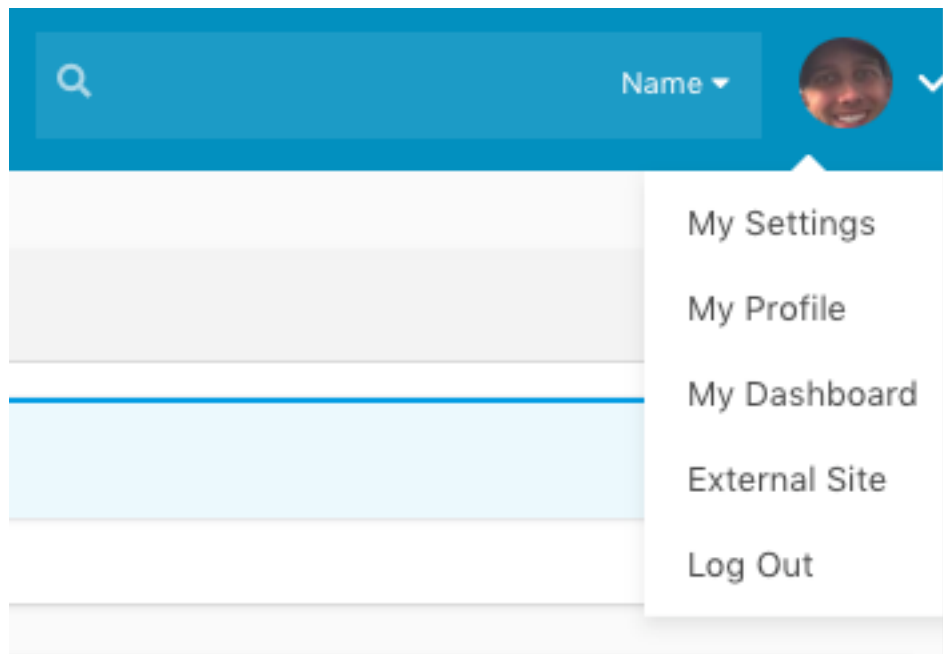 Name
My Settings
My Profile
My Dashboard
External Site
Log Out